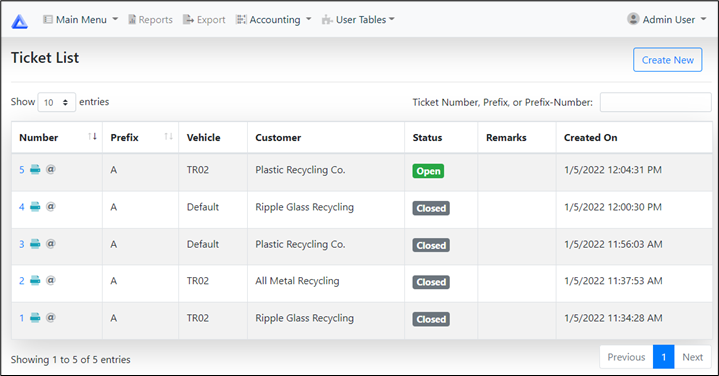 Main Menu Reports Export Accounting User Tables Admin User
Ticket List Create New
Show 10 entries Ticket Number, Prefix, or Prefix-Number:
Number Prefix Vehicle Customer Status Remarks Created On
5 @ A TR02 Plastic Recycling Co. Open 1/5/2022 12:04:31 PM
4 @ A Default Ripple Glass Recycling Closed 1/5/2022 12:00:30 PM
3 @ A Default Plastic Recycling Co. Closed 1/5/2022 11:56:03 AM
2 @ A TR02 All Metal Recycling Closed 1/5/2022 11:37:53 AM
1 @ A TR02 Ripple Glass Recycling Closed 1/5/2022 11:34:28 AM
Showing 1 to 5 of 5 entries Previous 1 Next